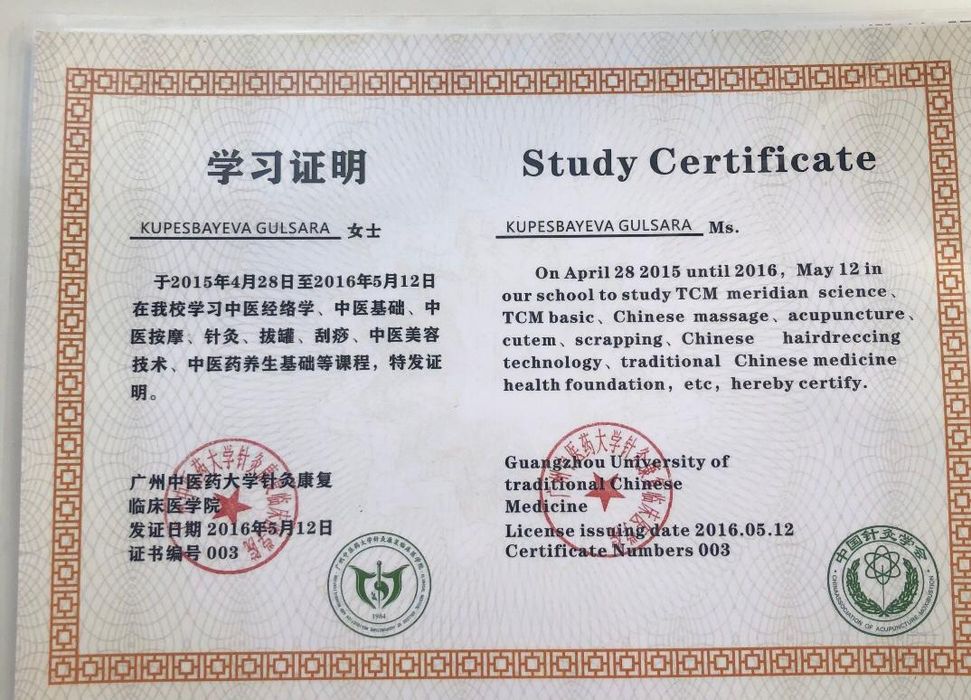 学习证明
KUPESBAYEVA GULSARA 女士
于2015年4月28日至2016年5月12日
在我校学习中医经络学、中医基础、中
医按摩、针灸、拔罐、刮痧、中医美容
技术、中医药养生基础等课程，特发证
明。
广州中医药大学针灸康复
临床医学院
发证日期 2016年5月12日
证书编号 003
1984
Study Certificate
KUPESBAYEVA GULSARA Ms.
On April 28 2015 until 2016，May 12 in
our school to study TCM meridian science、
TCM basic、Chinese massage、acupuncture、
cutem、scrapping、Chinese hairdreccing
technology、traditional Chinese medicine
health foundation，etc，hereby certify.
Guangzhou University of
traditional Chinese
Medicine
License issuing date 2016.05.12
Certificate Numbers 003
中国针灸学会
CHINA ASSOCIATION OF ACUPUNCTURE-MOXIBUSTION